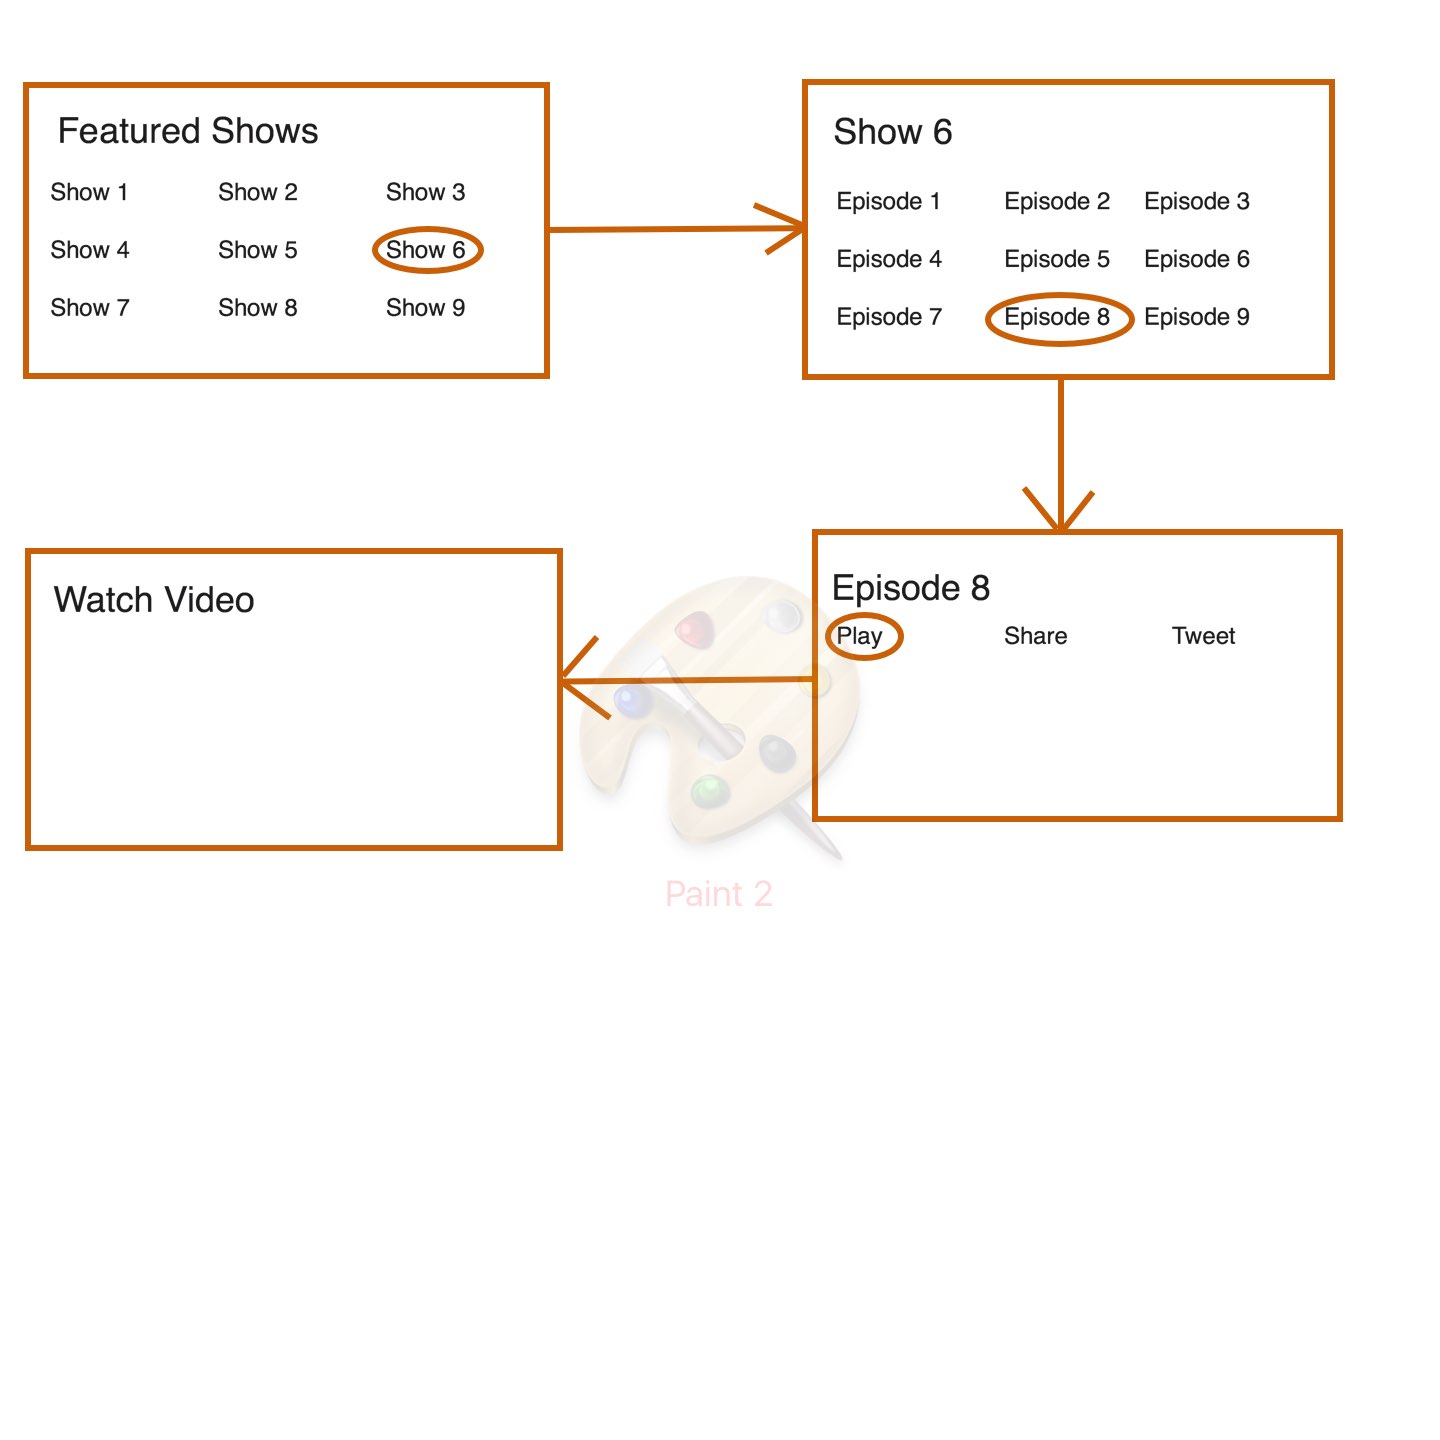 Featured Shows
Show 1 Show 2 Show 3
Show 4 Show 5 Show 6
Show 7 Show 8 Show 9
Show 6
Episode 1 Episode 2 Episode 3
Episode 4 Episode 5 Episode 6
Episode 7 Episode 8 Episode 9
Episode 8
Play Share Tweet
Watch Video
Paint 2